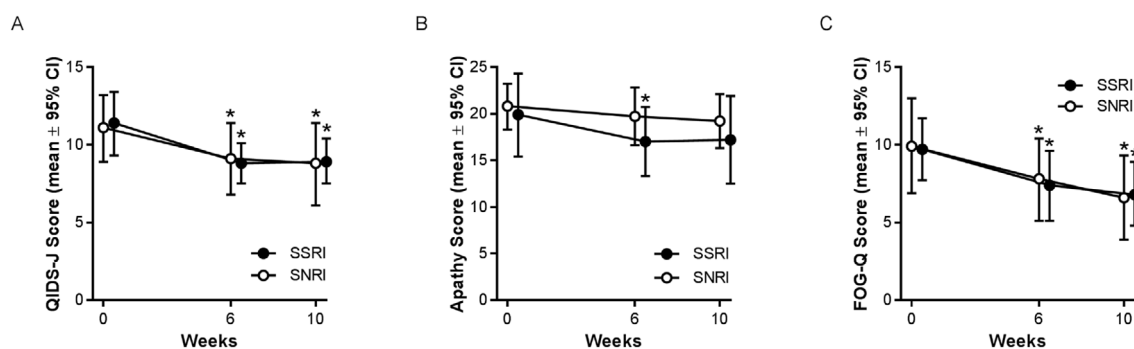 A
QIDS-J Score (mean ± 95% CI)
15
10
5
0
*
*
*
*
SSRI
SNRI
0
6
10
Weeks
B
Apathy Score (mean ± 95% CI)
25
20
15
10
5
0
*
SSRI
SNRI
0
6
10
Weeks
C
FOG-Q Score (mean ± 95% CI)
15
10
5
0
SSRI
SNRI
*
*
*
*
0
6
10
Weeks